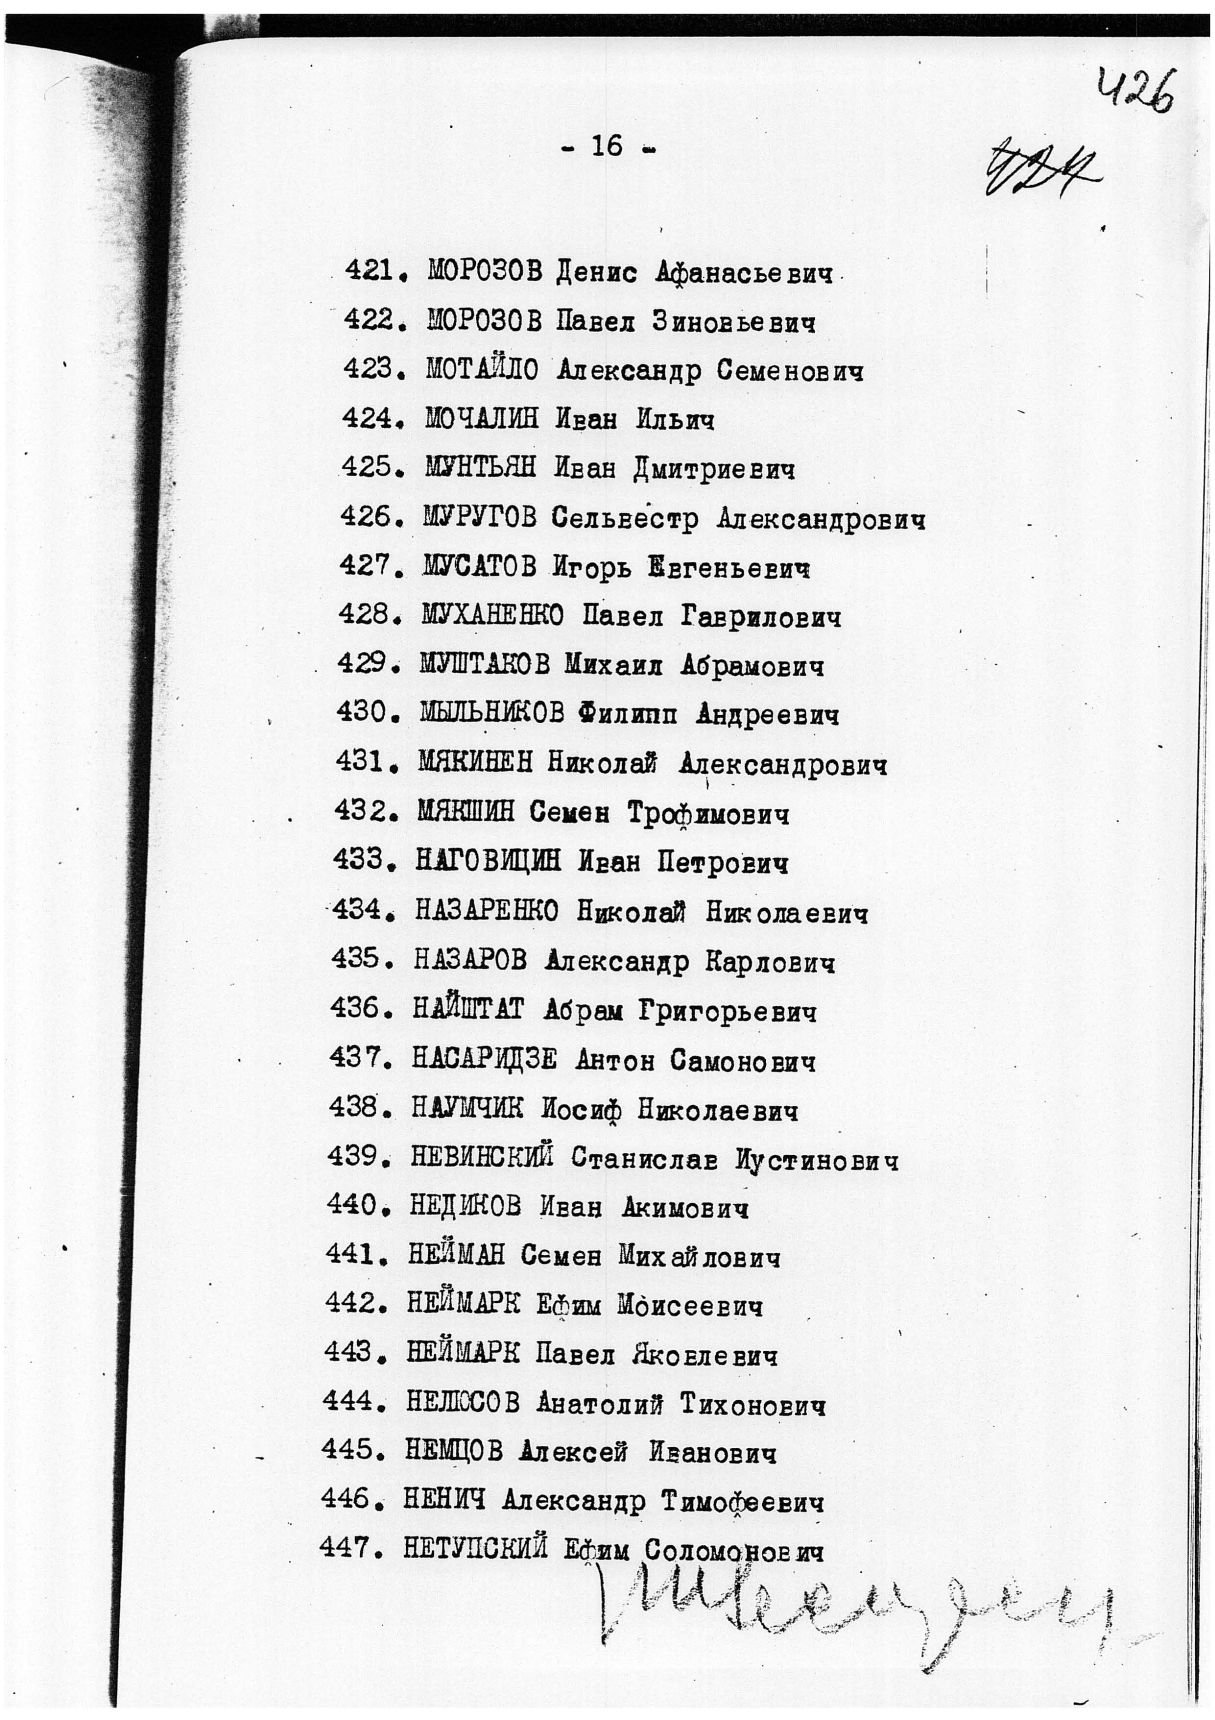 426
- 16 -
424
421. МОРОЗОВ Денис Афанасьевич
422. МОРОЗОВ Павел Зиновьевич
423. МОТАЙЛО Александр Семенович
424. МОЧАЛИН Иван Ильич
425. МУНТЬЯН Иван Дмитриевич
426. МУРУГОВ Сельвестр Александрович
427. МУСАТОВ Игорь Евгеньевич
428. МУХАНЕНКО Павел Гаврилович
429. МУШТАКОВ Михаил Абрамович
430. МЫЛЬНИКОВ Филипп Андреевич
431. МЯКИНЕН Николай Александрович
432. МЯКШИН Семен Трофимович
433. НАГОВИЦИН Иван Петрович
434. НАЗАРЕНКО Николай Николаевич
435. НАЗАРОВ Александр Карлович
436. НАЙШТАТ Абрам Григорьевич
437. НАСАРИДЗЕ Антон Самонович
438. НАУМЧИК Иосиф Николаевич
439. НЕВИНСКИЙ Станислав Иустинович
440. НЕДИКОВ Иван Акимович
441. НЕЙМАН Семен Михайлович
442. НЕЙМАРК Ефим Моисеевич
443. НЕЙМАРК Павел Яковлевич
444. НЕЛЮСОВ Анатолий Тихонович
445. НЕМЦОВ Алексей Иванович
446. НЕНИЧ Александр Тимофеевич
447. НЕТУПСКИЙ Ефим Соломонович